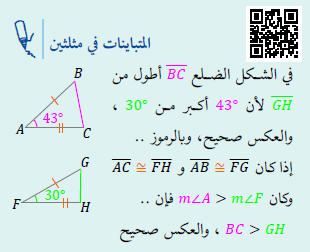 المتباينات في مثلثين
في الشكل الضلع BC أطول من
GH لأن 43° أكبر من 30° ،
والعكس صحيح، وبالرموز ..
إذا كان AB ≅ FG و AC ≅ FH
وكان m∠A > m∠F فإن ..
BC > GH ، والعكس صحيح
B
43°
A
C
G
30°
F
H